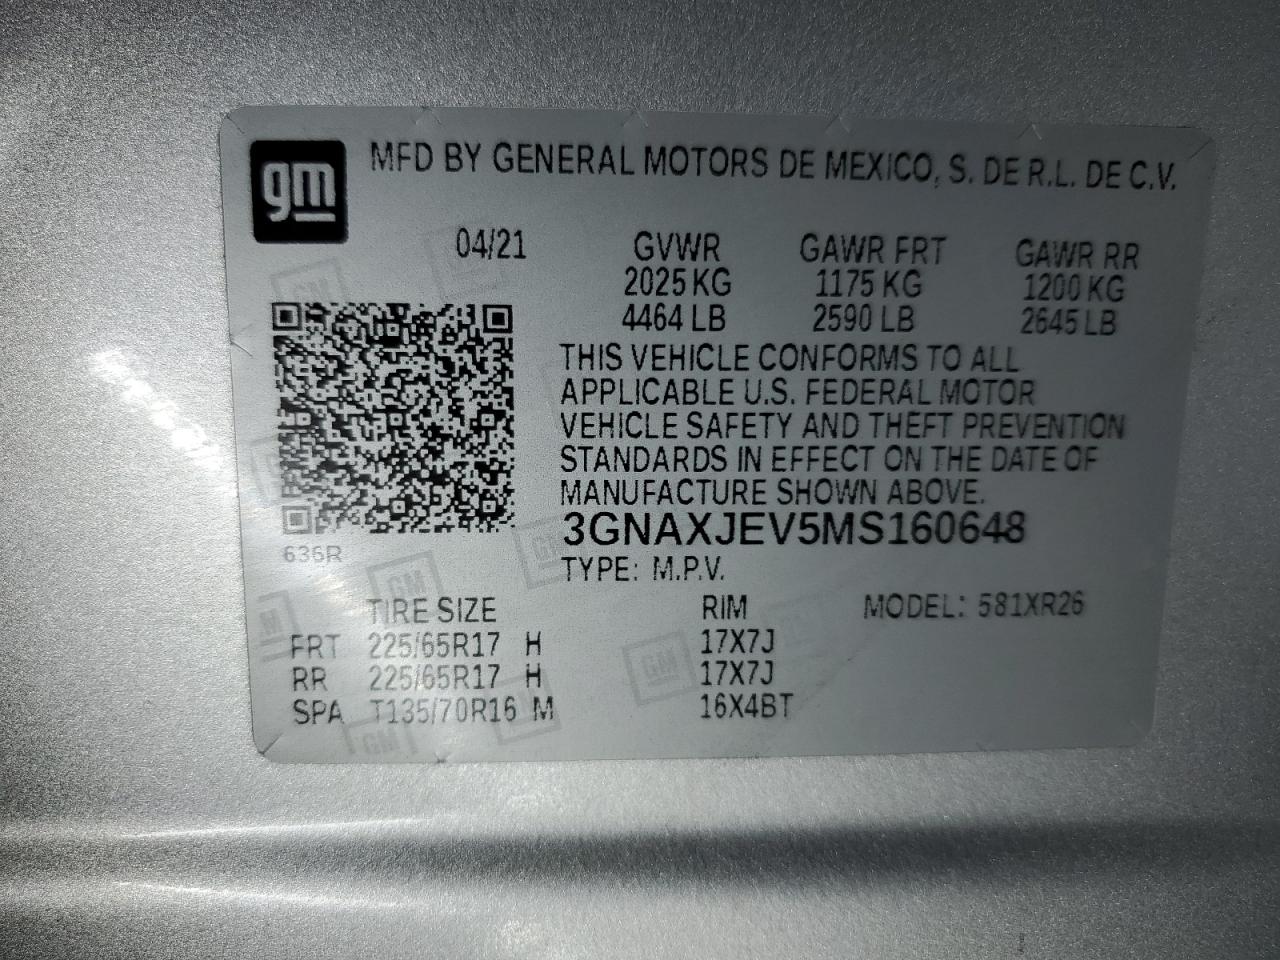 gm
MFD BY GENERAL MOTORS DE MEXICO, S. DE R.L. DE C.V.
04/21 GVWR GAWR FRT GAWR RR
2025 KG 1175 KG 1200 KG
4464 LB 2590 LB 2645 LB
THIS VEHICLE CONFORMS TO ALL
APPLICABLE U.S. FEDERAL MOTOR
VEHICLE SAFETY AND THEFT PREVENTION
STANDARDS IN EFFECT ON THE DATE OF
MANUFACTURE SHOWN ABOVE.
3GNAXJEV5MS160648
636R
TYPE: M.P.V.
TIRE SIZE RIM MODEL: 581XR26
FRT 225/65R17 H 17X7J
RR 225/65R17 H 17X7J
SPA T135/70R16 M 16X4BT